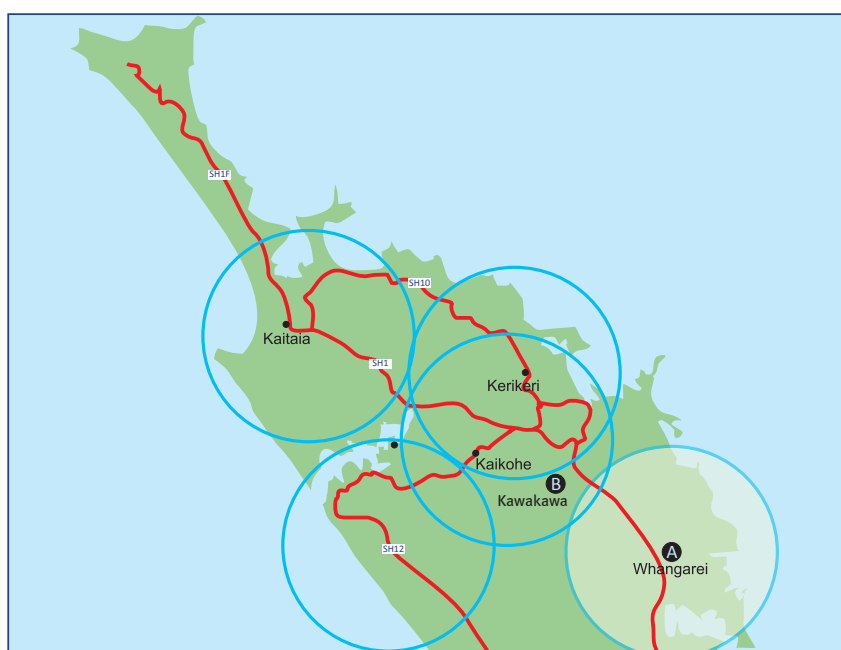 SH1F
SH10
Kaitaia
SH1
Kerikeri
Kaikohe
B
Kawakawa
SH12
A
Whangarei